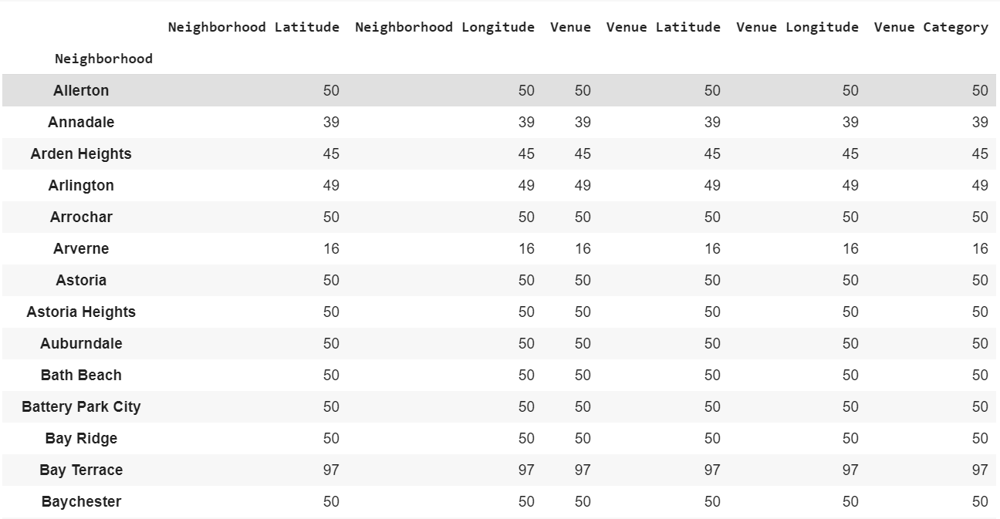 Neighborhood Latitude Neighborhood Longitude Venue Venue Latitude Venue Longitude Venue Category
Neighborhood
Allerton 50 50 50 50 50 50
Annadale 39 39 39 39 39 39
Arden Heights 45 45 45 45 45 45
Arlington 49 49 49 49 49 49
Arrochar 50 50 50 50 50 50
Arverne 16 16 16 16 16 16
Astoria 50 50 50 50 50 50
Astoria Heights 50 50 50 50 50 50
Auburndale 50 50 50 50 50 50
Bath Beach 50 50 50 50 50 50
Battery Park City 50 50 50 50 50 50
Bay Ridge 50 50 50 50 50 50
Bay Terrace 97 97 97 97 97 97
Baychester 50 50 50 50 50 50